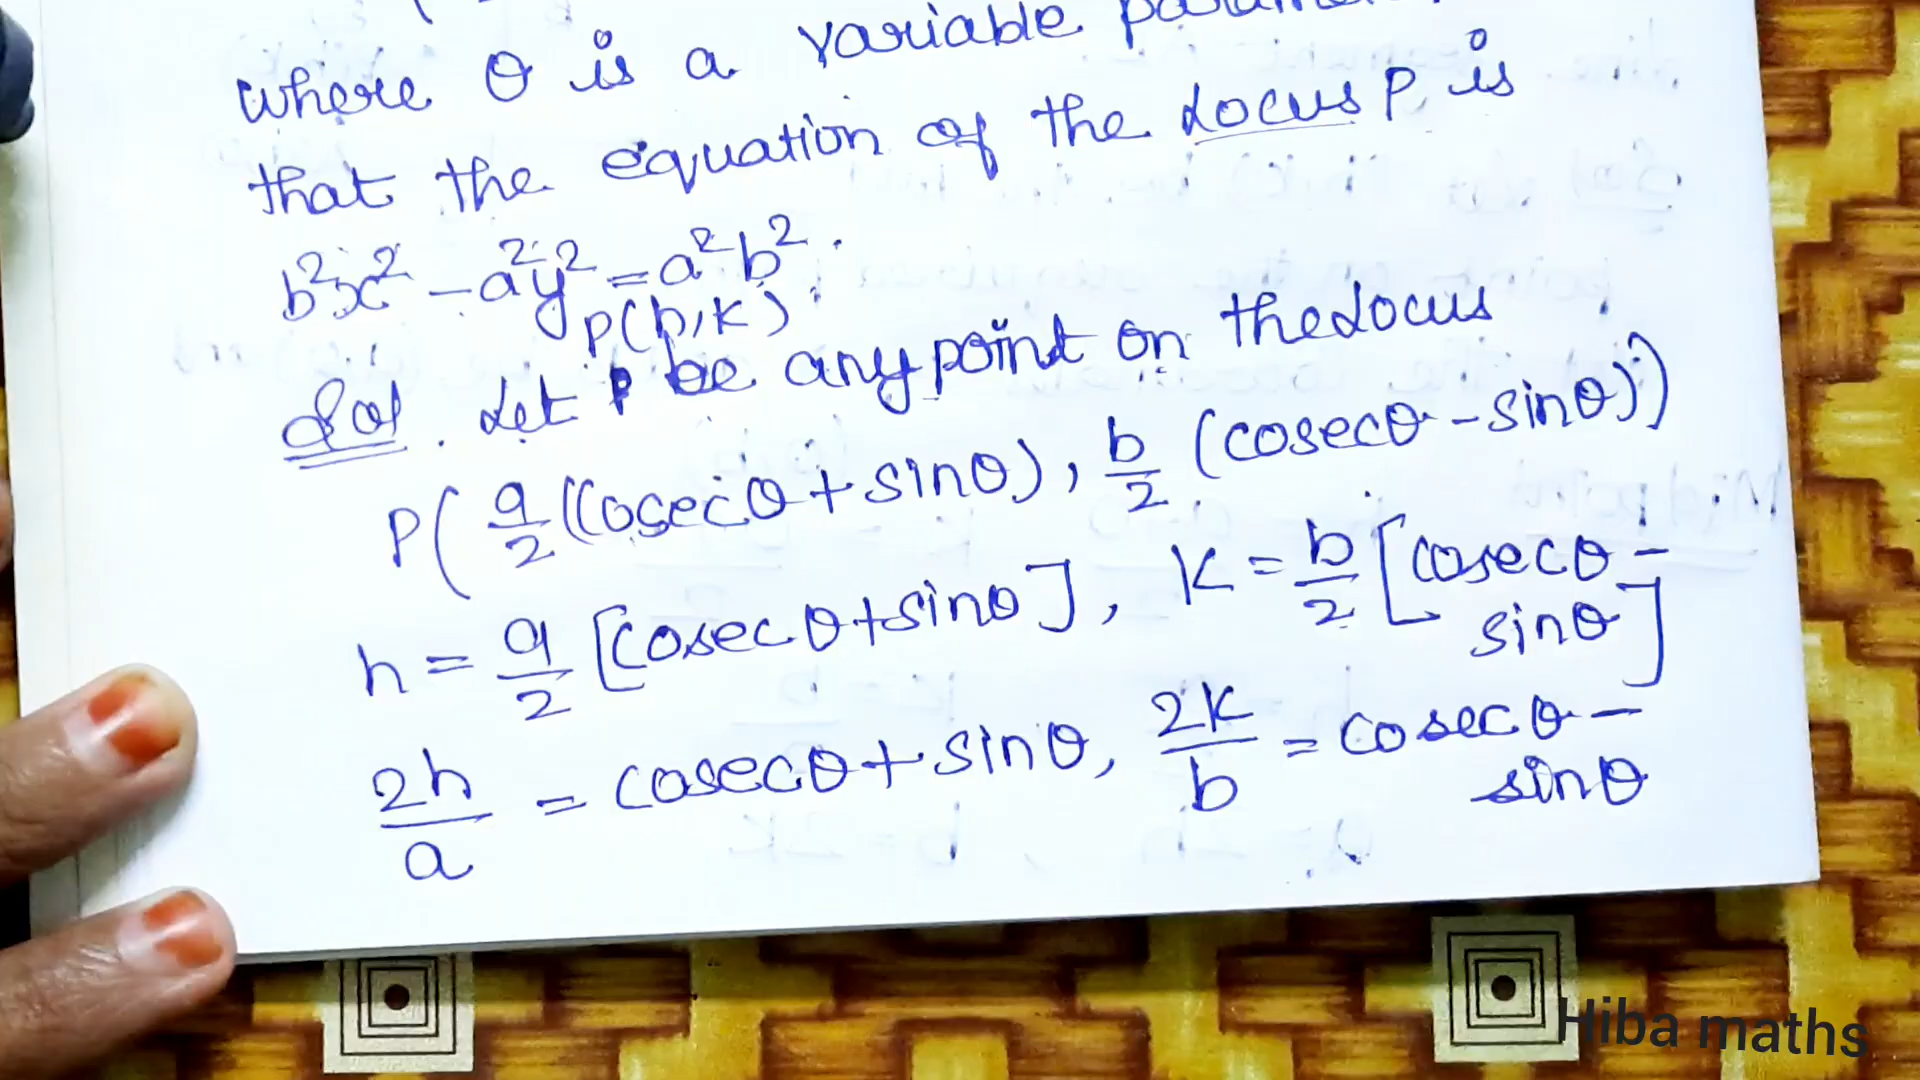 where θ is a variable
that the equation of the Locus P is
b²x² - a²y² = a²b².
P(h,k)
Sol. Let P be any point on the Locus
P( a/2 (Cosecθ + sinθ), b/2 (cosecθ - sinθ))
h = a/2 [cosecθ + sinθ], K = b/2 [cosecθ -
sinθ]
2h/a = cosecθ + sinθ, 2K/b = cosecθ -
sinθ
Hiba maths